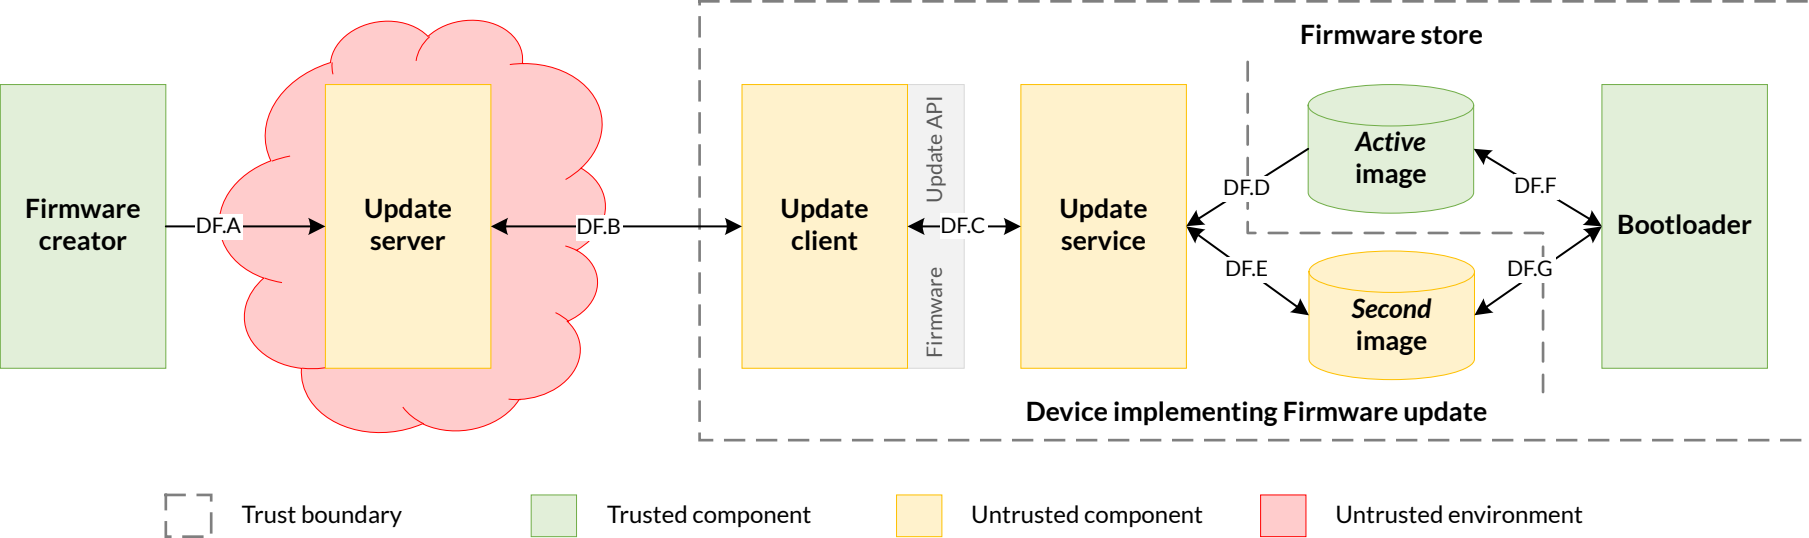 Firmware store
Firmware
creator
DF.A
Update
server
DF.B
Update
client
Firmware Update API
DF.C
Update
service
DF.D
DF.E
Active
image
Second
image
DF.F
DF.G
Bootloader
Device implementing Firmware update
Trust boundary
Trusted component
Untrusted component
Untrusted environment